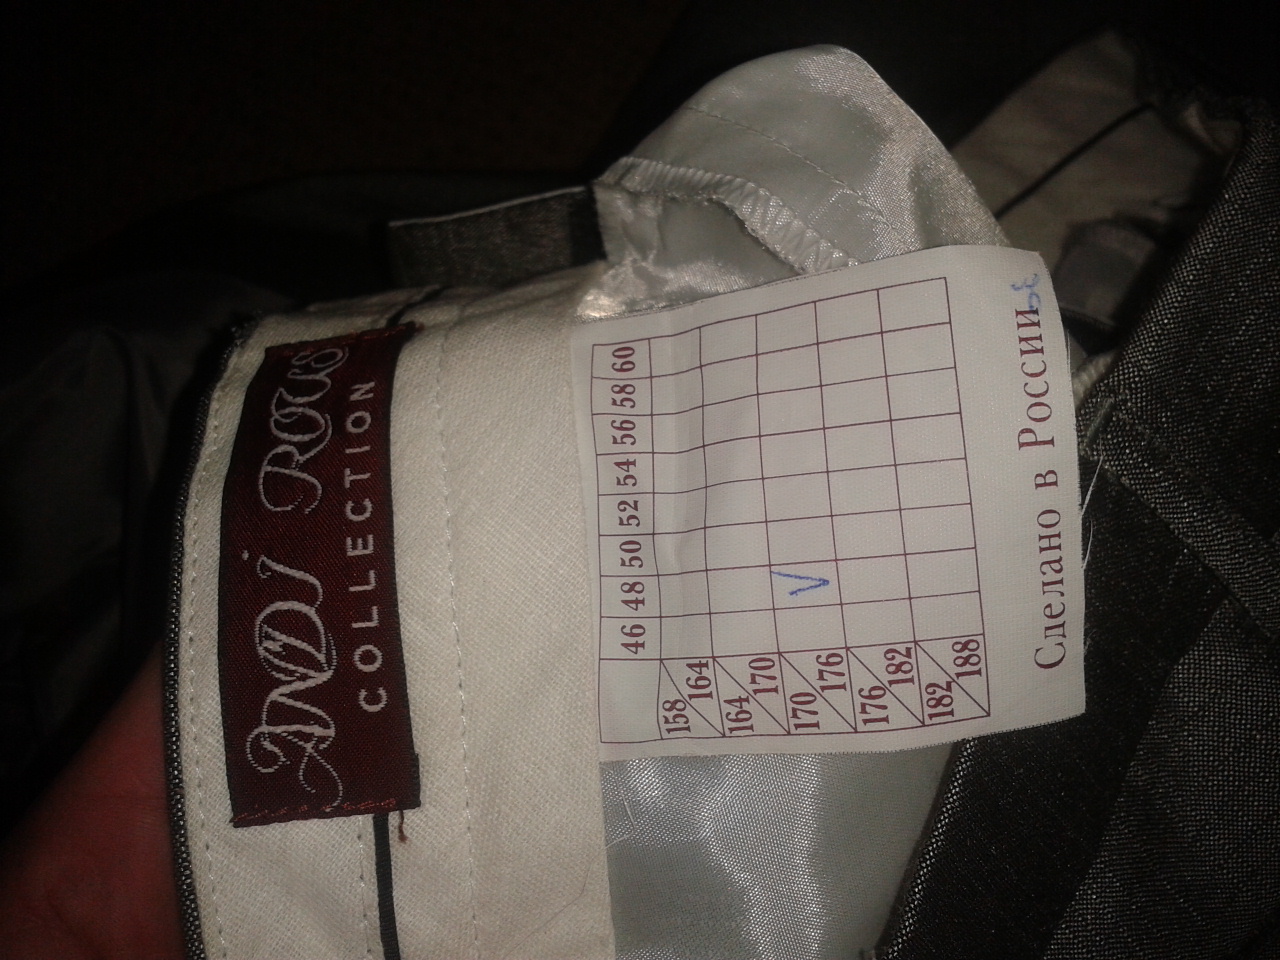 ANDI ROUS
COLLECTION
46 48 50 52 54 56 58 60
158/164
164/170
170/176 V
176/182
182/188
Сделано в России